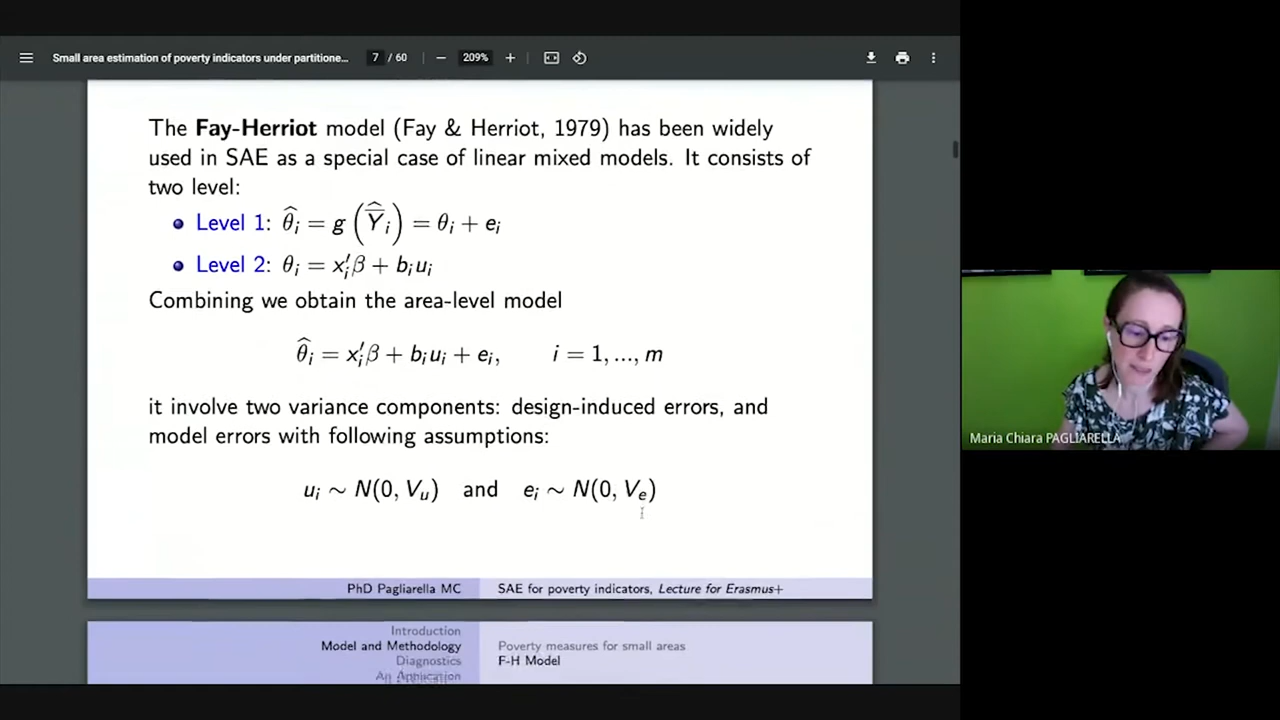 Small area estimation of poverty indicators under partitione... 7 / 60 209%
The Fay-Herriot model (Fay & Herriot, 1979) has been widely
used in SAE as a special case of linear mixed models. It consists of
two level:
Level 1: θ̂ᵢ = g (Y̅̂ᵢ) = θᵢ + eᵢ
Level 2: θᵢ = x′ᵢβ + bᵢuᵢ
Combining we obtain the area-level model
θ̂ᵢ = x′ᵢβ + bᵢuᵢ + eᵢ, i = 1, ..., m
it involve two variance components: design-induced errors, and
model errors with following assumptions:
uᵢ ∼ N(0, Vᵤ) and eᵢ ∼ N(0, Vₑ)
PhD Pagliarella MC SAE for poverty indicators, Lecture for Erasmus+
Introduction
Model and Methodology
Diagnostics
An Application
Poverty measures for small areas
F-H Model
Maria Chiara PAGLIARELLA